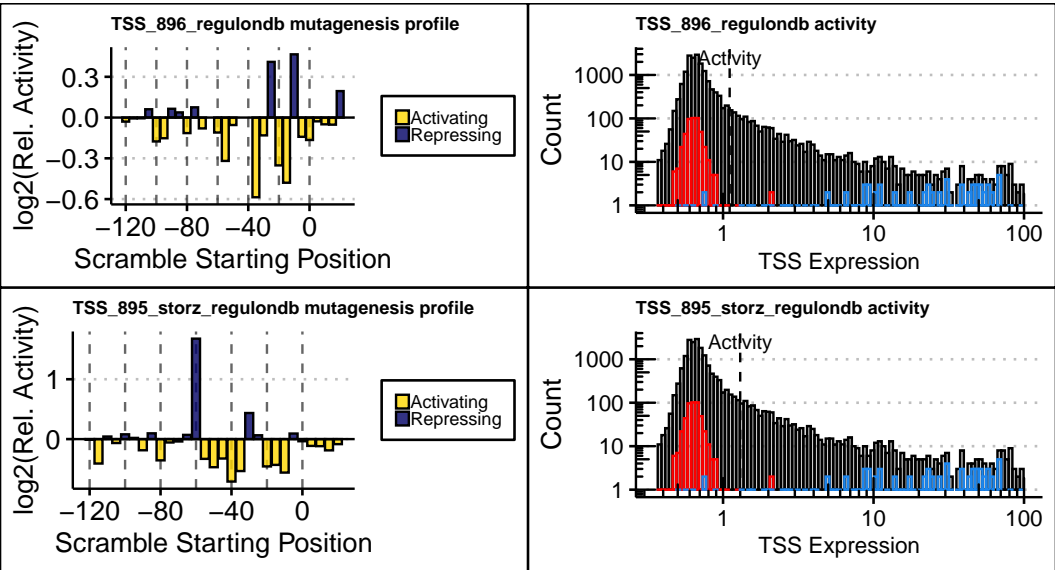 TSS_896_regulondb mutagenesis profile
log2(Rel. Activity)
0.3
0.0
−0.3
−0.6
−120
−80
−40
0
Scramble Starting Position
Activating
Repressing
TSS_896_regulondb activity
Activity
Count
1000
100
10
1
1
10
100
TSS Expression
TSS_895_storz_regulondb mutagenesis profile
log2(Rel. Activity)
1
0
−120
−80
−40
0
Scramble Starting Position
Activating
Repressing
TSS_895_storz_regulondb activity
Activity
Count
1000
100
10
1
1
10
100
TSS Expression